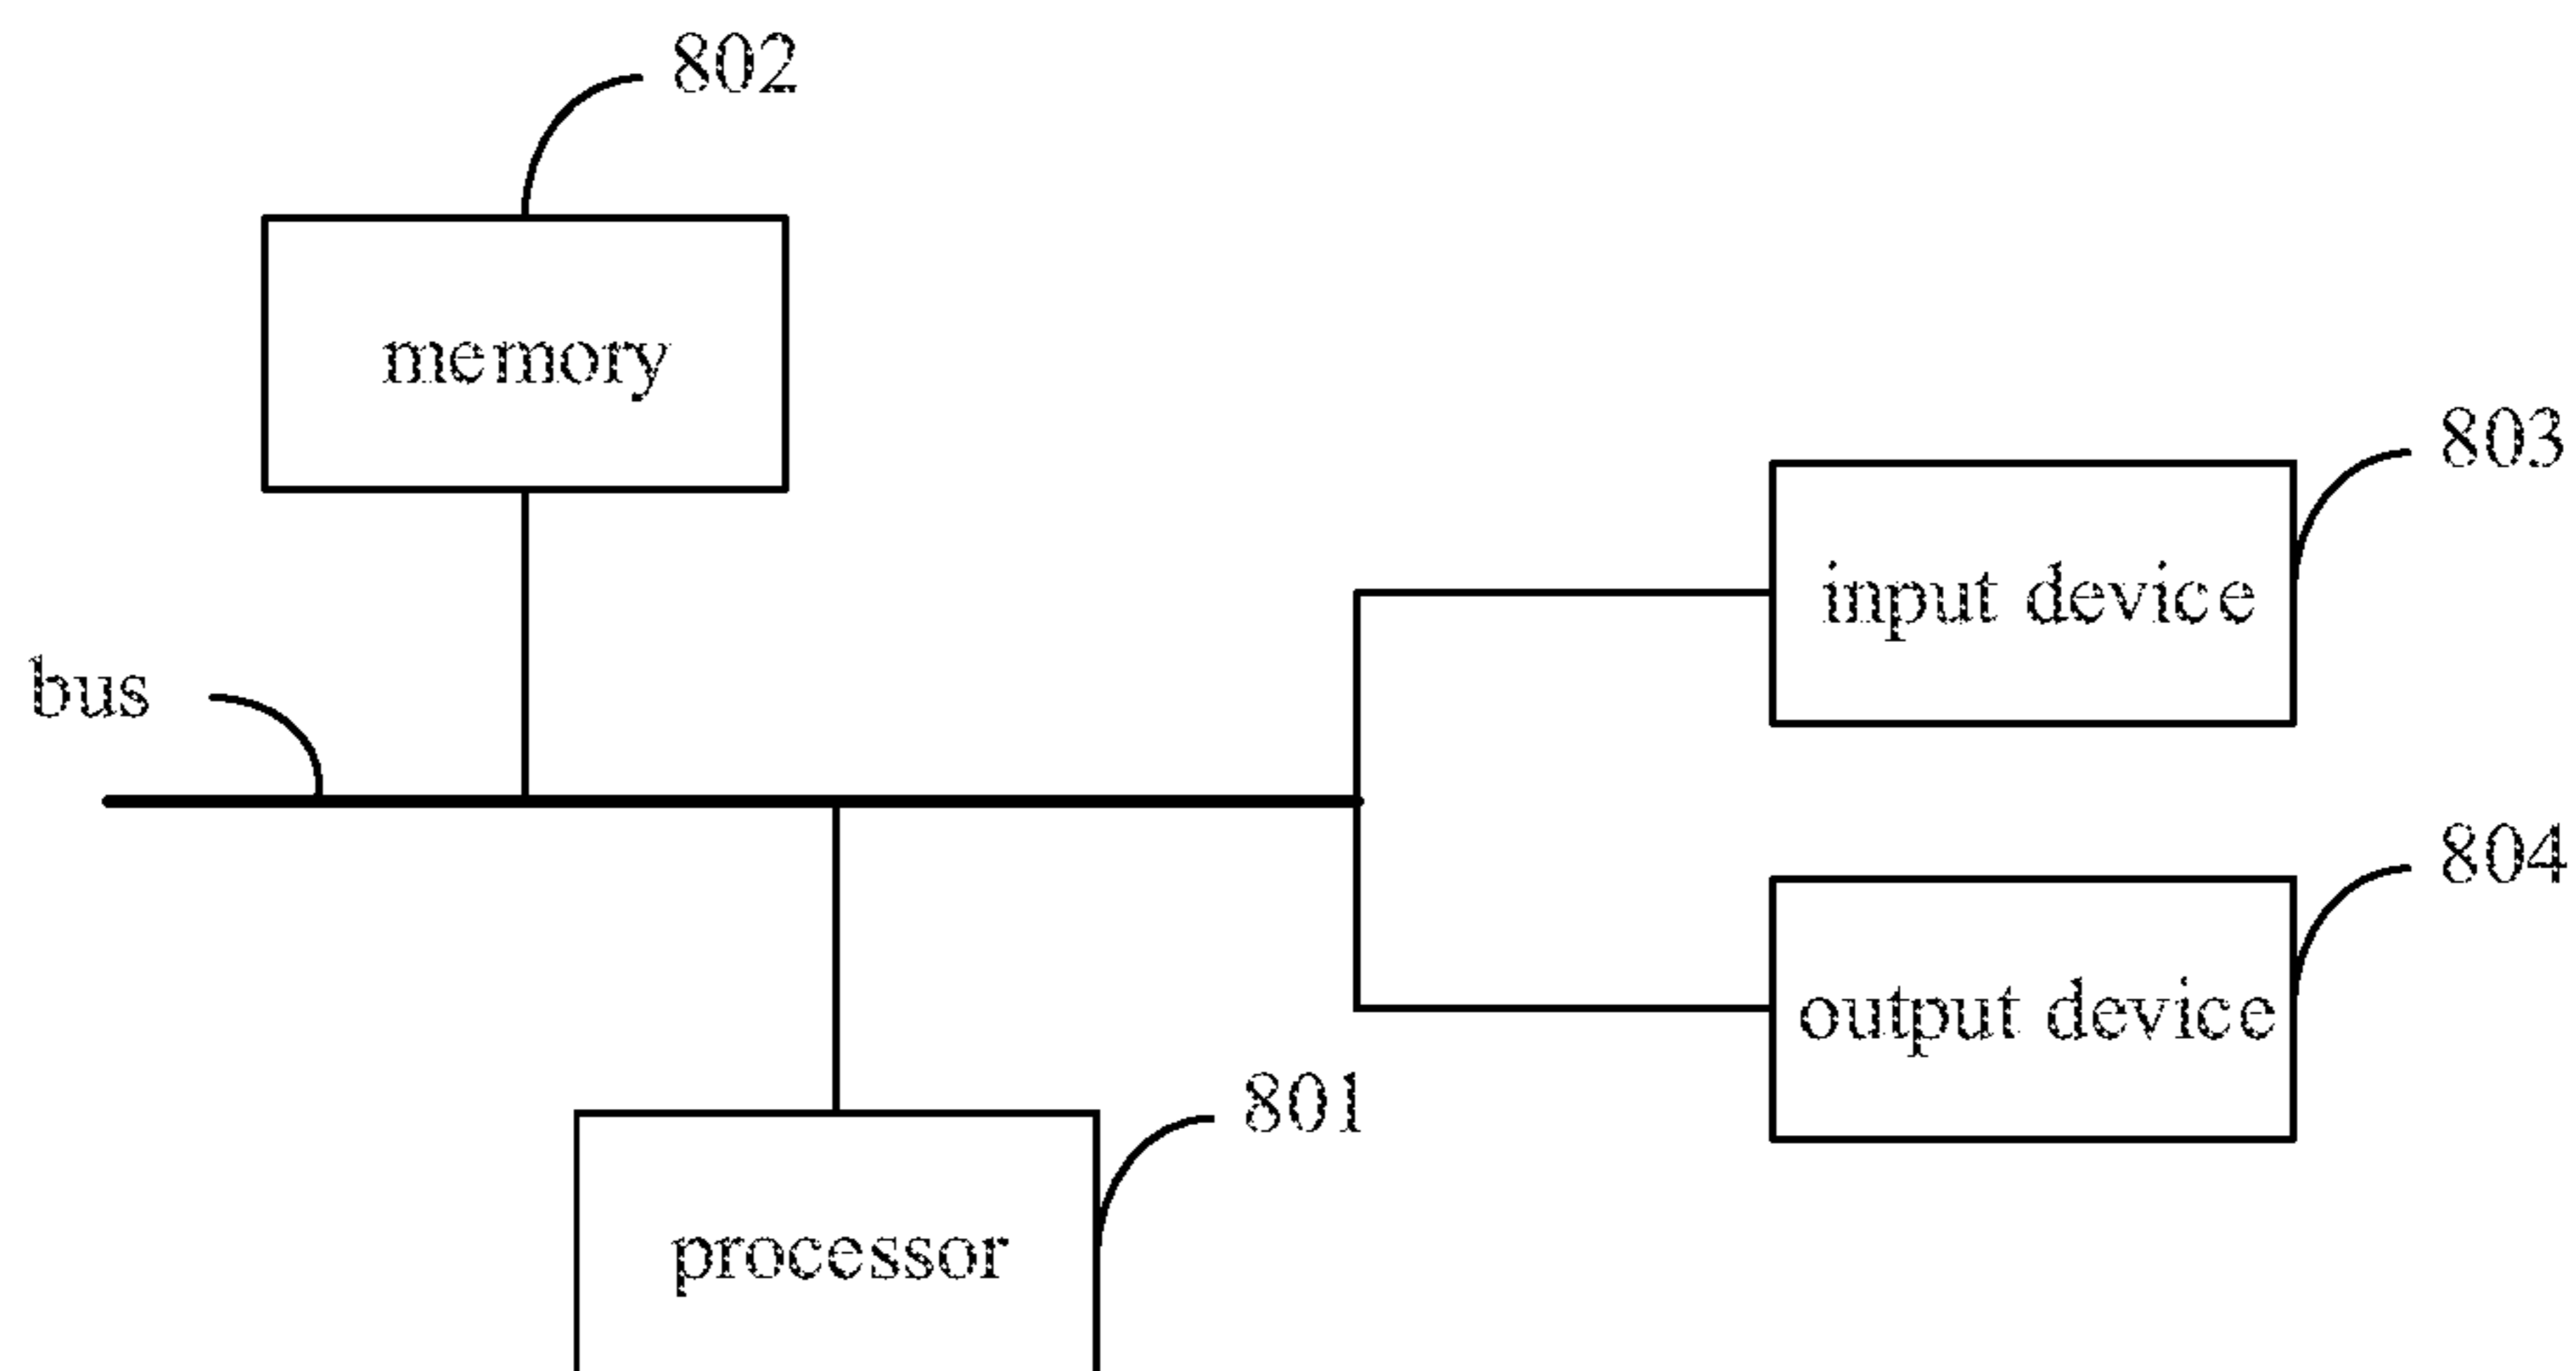 802
memory
803
input device
bus
804
output device
801
processor